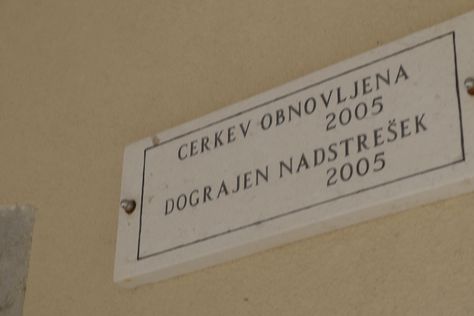 CERKEV OBNOVLJENA
2005
DOGRAJEN NADSTREŠEK
2005